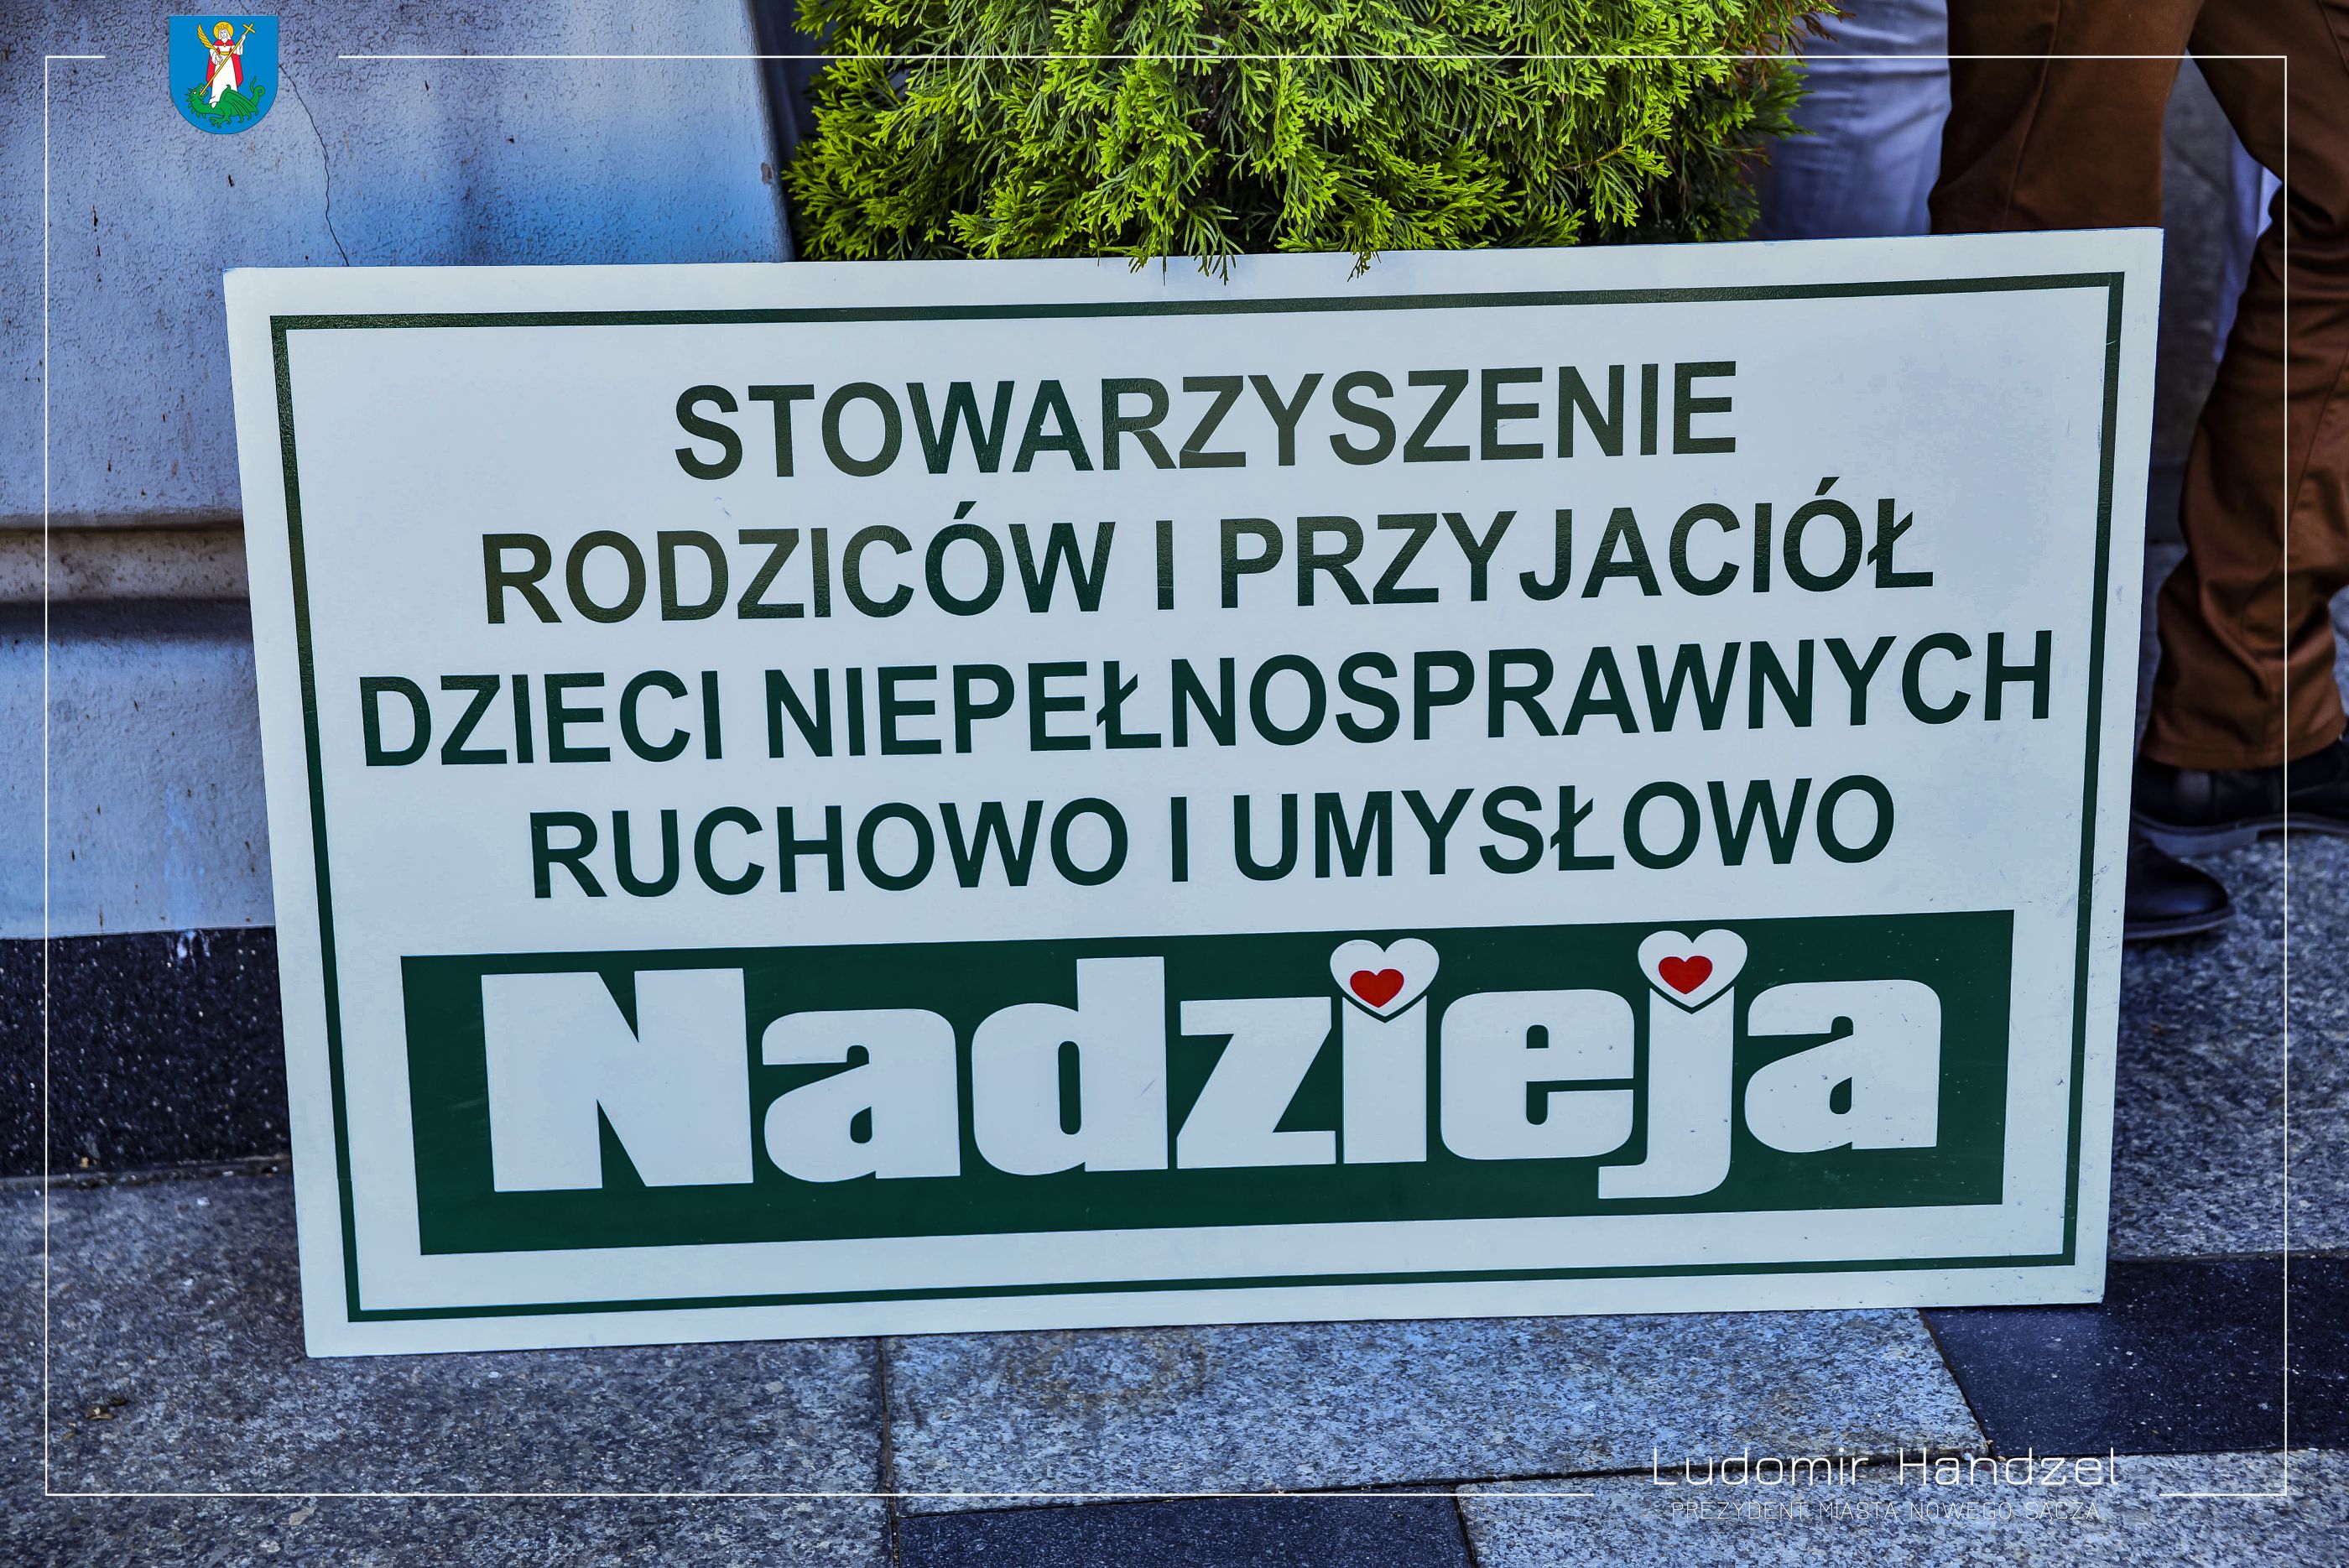 STOWARZYSZENIE
RODZICÓW I PRZYJACIÓŁ
DZIECI NIEPEŁNOSPRAWNYCH
RUCHOWO I UMYSŁOWO
Nadzieja
Ludomir Handzel
PREZYDENT MIASTA NOWEGO SĄCZA